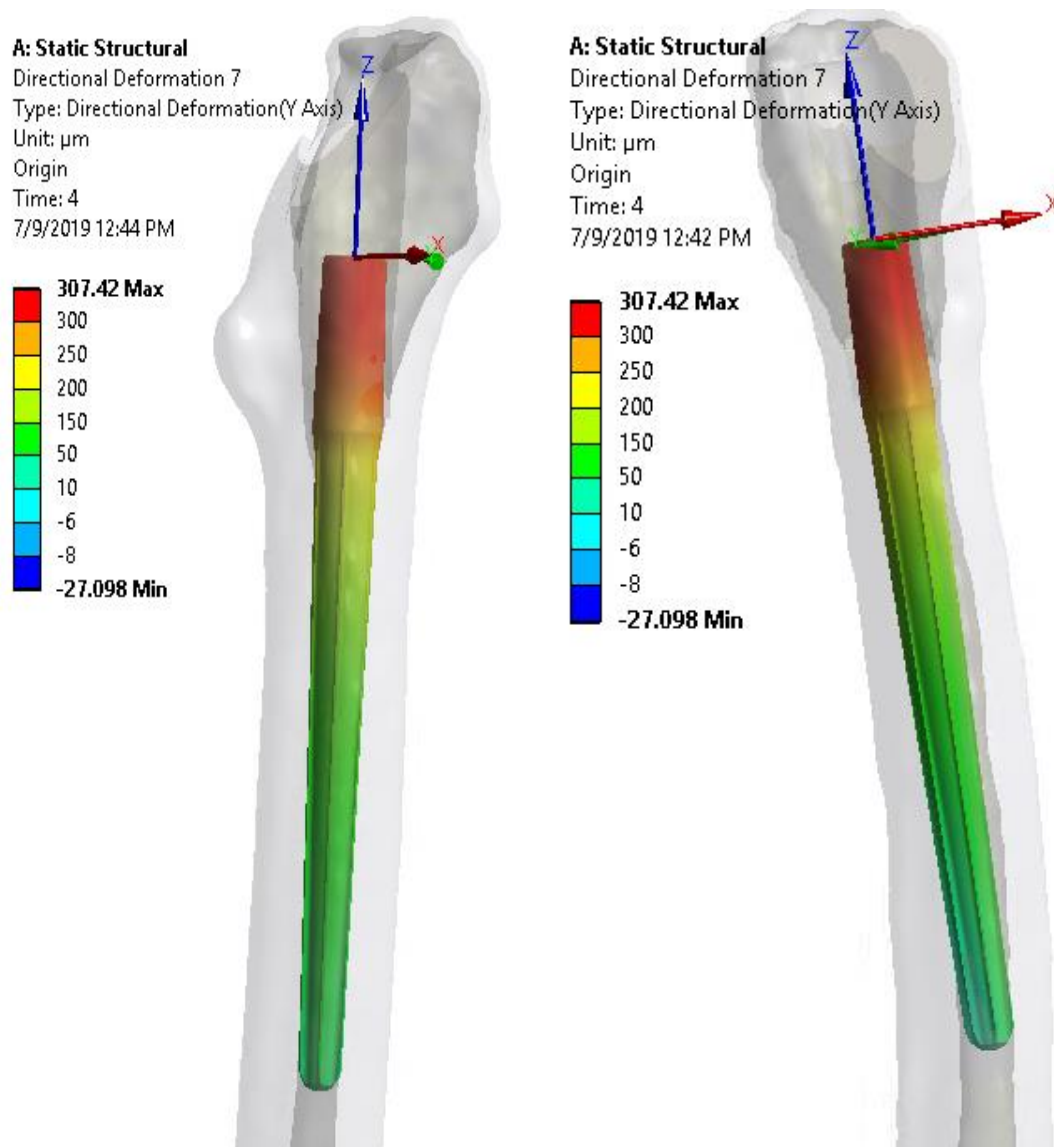 A: Static Structural
Directional Deformation 7
Type: Directional Deformation(Y Axis)
Unit: µm
Origin
Time: 4
7/9/2019 12:44 PM
307.42 Max
300
250
200
150
50
10
-6
-8
-27.098 Min
Z
X
A: Static Structural
Directional Deformation 7
Type: Directional Deformation(Y Axis)
Unit: µm
Origin
Time: 4
7/9/2019 12:42 PM
307.42 Max
300
250
200
150
50
10
-6
-8
-27.098 Min
Z
X
Y